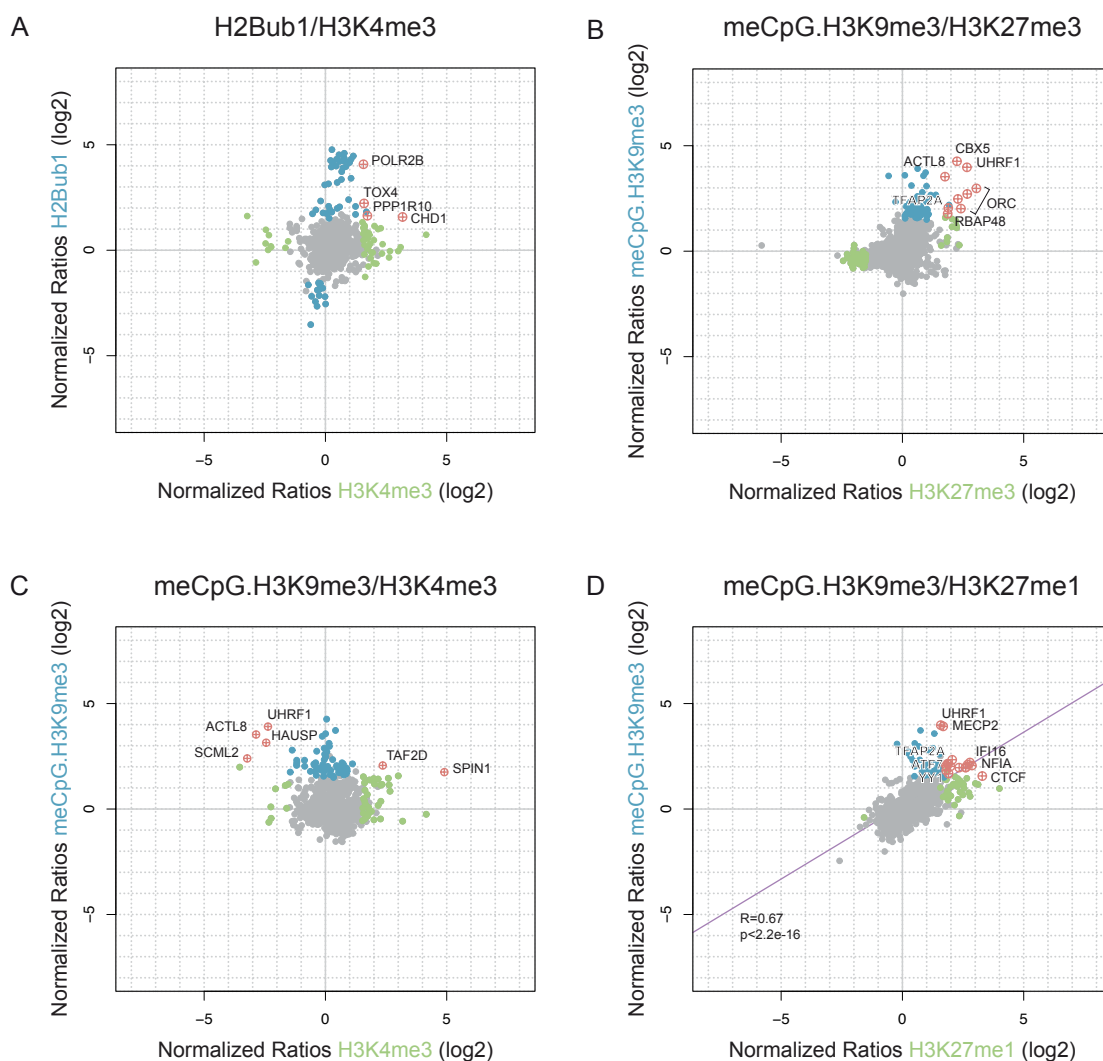 A
H2Bub1/H3K4me3
Normalized Ratios H2Bub1 (log2)
5
0
−5
POLR2B
TOX4
PPP1R10
CHD1
−5
0
5
Normalized Ratios H3K4me3 (log2)
B
meCpG.H3K9me3/H3K27me3
Normalized Ratios meCpG.H3K9me3 (log2)
5
0
−5
CBX5
ACTL8
UHRF1
TFAP2A
ORC
RBAP48
−5
0
5
Normalized Ratios H3K27me3 (log2)
C
meCpG.H3K9me3/H3K4me3
Normalized Ratios meCpG.H3K9me3 (log2)
5
0
−5
UHRF1
ACTL8
HAUSP
SCML2
TAF2D
SPIN1
−5
0
5
Normalized Ratios H3K4me3 (log2)
D
meCpG.H3K9me3/H3K27me1
Normalized Ratios meCpG.H3K9me3 (log2)
5
0
−5
UHRF1
MECP2
TFAP2A
IFI16
ATF7
NFIA
YY1
CTCF
R=0.67
p<2.2e-16
−5
0
5
Normalized Ratios H3K27me1 (log2)